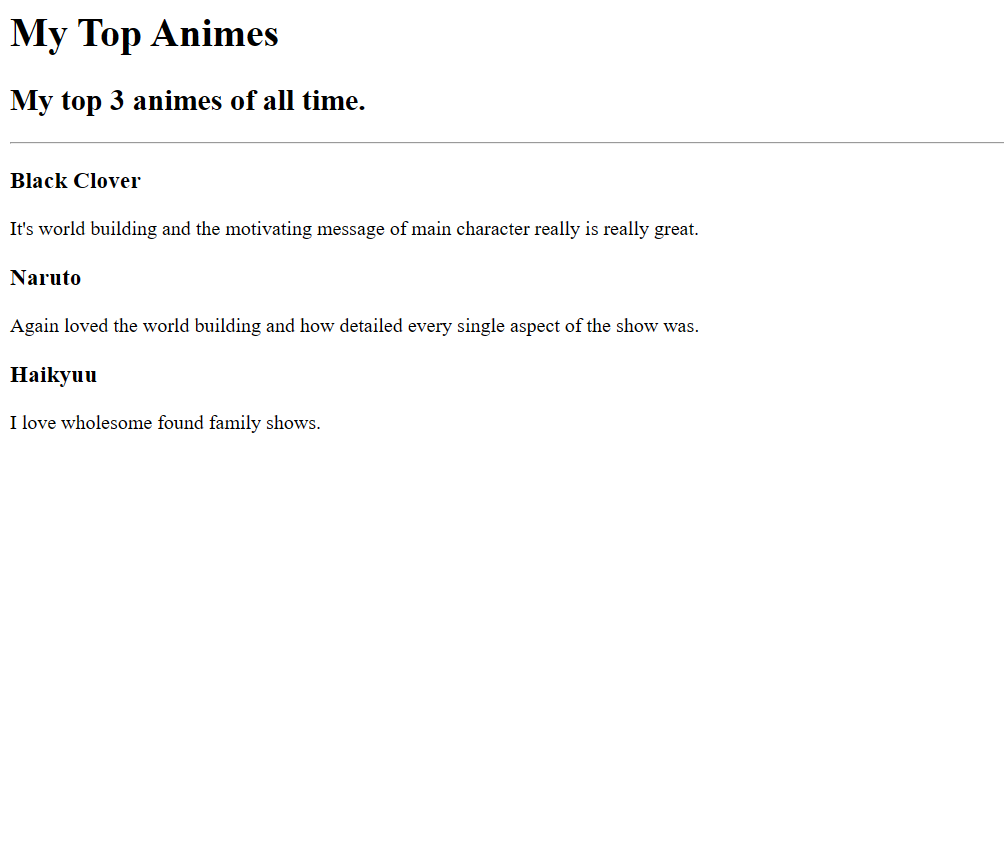 My Top Animes
My top 3 animes of all time.
Black Clover
It's world building and the motivating message of main character really is really great.
Naruto
Again loved the world building and how detailed every single aspect of the show was.
Haikyuu
I love wholesome found family shows.